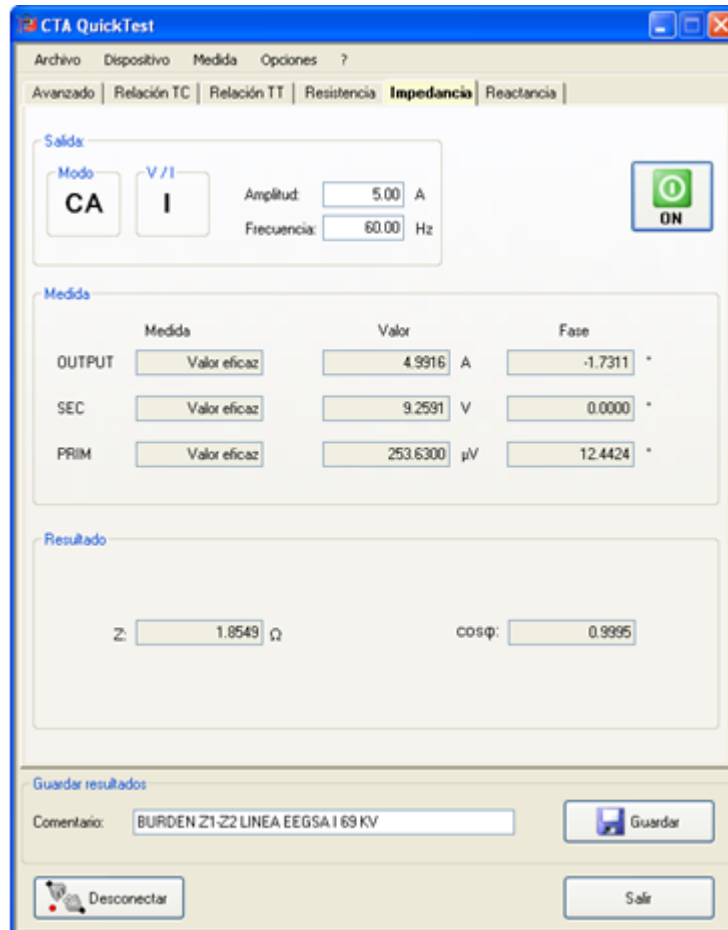 CTA QuickTest
Archivo Dispositivo Medida Opciones ?
Avanzado Relación TC Relación TT Resistencia Impedancia Reactancia
Salida:
Modo V / I
CA I
Amplitud: 5.00 A
Frecuencia: 60.00 Hz
ON
Medida
Medida Valor Fase
OUTPUT Valor eficaz 4.9916 A -1.7311 °
SEC Valor eficaz 9.2591 V 0.0000 °
PRIM Valor eficaz 253.6300 µV 12.4424 °
Resultado
Z: 1.8549 Ω cosφ: 0.9995
Guardar resultados
Comentario: BURDEN Z1-Z2 LINEA EEGSA I 69 KV Guardar
Desconectar Salir